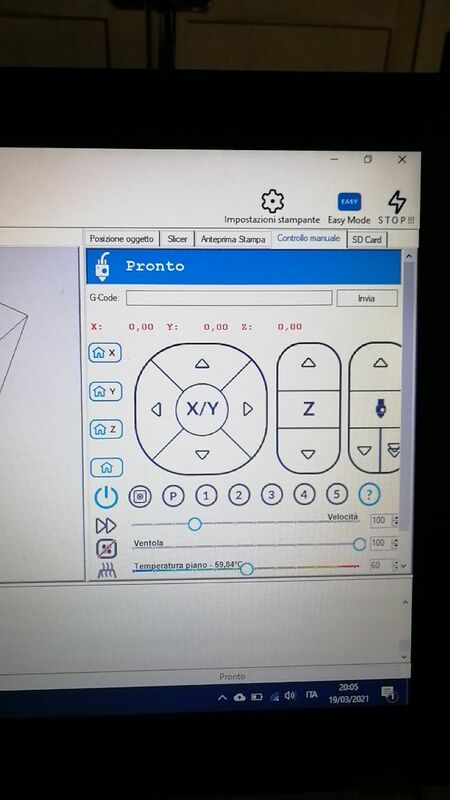 Impostazioni stampante
EASY
Easy Mode
STOP!!!
Posizione oggetto
Slicer
Anteprima Stampa
Controllo manuale
SD Card
Pronto
G-Code:
Invia
X: 0,00 Y: 0,00 Z: 0,00
X
Y
Z
X/Y
Z
P
1
2
3
4
5
?
Velocità
100
Ventola
100
Temperatura piano - 59,84°C
60
Pronto
ITA
20:05
19/03/2021
1